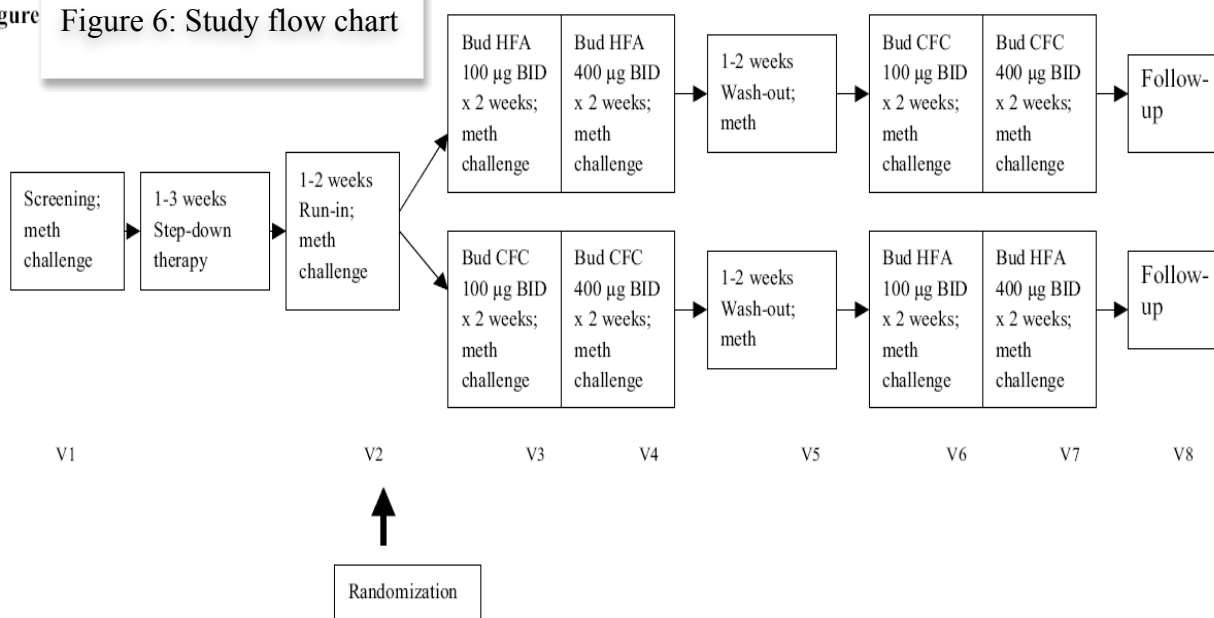 gure
Figure 6: Study flow chart
Screening;
meth
challenge
1-3 weeks
Step-down
therapy
1-2 weeks
Run-in;
meth
challenge
Bud HFA
100 µg BID
x 2 weeks;
meth
challenge
Bud HFA
400 µg BID
x 2 weeks;
meth
challenge
1-2 weeks
Wash-out;
meth
Bud CFC
100 µg BID
x 2 weeks;
meth
challenge
Bud CFC
400 µg BID
x 2 weeks;
meth
challenge
Follow-
up
Bud CFC
100 µg BID
x 2 weeks;
meth
challenge
Bud CFC
400 µg BID
x 2 weeks;
meth
challenge
1-2 weeks
Wash-out;
meth
Bud HFA
100 µg BID
x 2 weeks;
meth
challenge
Bud HFA
400 µg BID
x 2 weeks;
meth
challenge
Follow-
up
V1 V2 V3 V4 V5 V6 V7 V8
Randomization